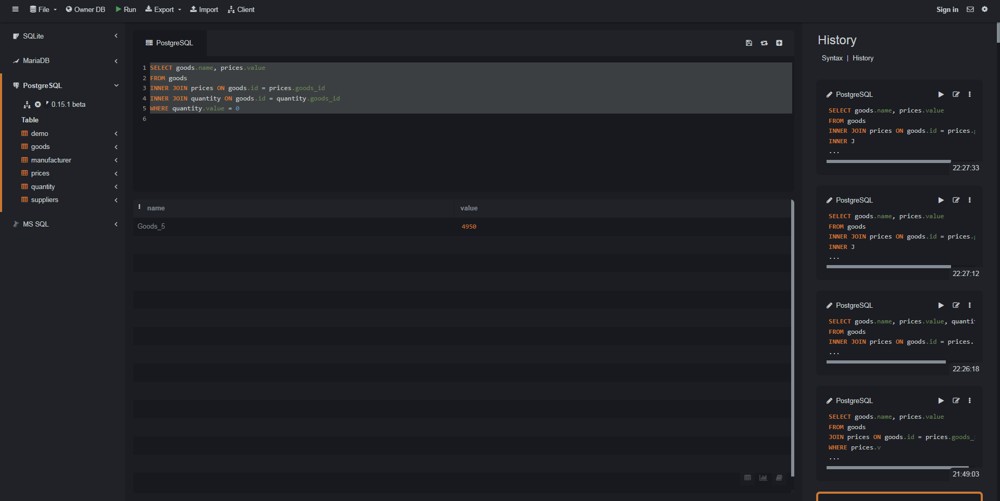 File Owner DB Run Export Import Client Sign in
SQLite
MariaDB
PostgreSQL
0.15.1 beta
Table
demo
goods
manufacturer
prices
quantity
suppliers
MS SQL
PostgreSQL
1 SELECT goods.name, prices.value
2 FROM goods
3 INNER JOIN prices ON goods.id = prices.goods_id
4 INNER JOIN quantity ON goods.id = quantity.goods_id
5 WHERE quantity.value = 0
6
name value
Goods_5 4950
History
Syntax | History
PostgreSQL
SELECT goods.name, prices.value
FROM goods
INNER JOIN prices ON goods.id = prices.
INNER J
...
22:27:33
PostgreSQL
SELECT goods.name, prices.value
FROM goods
INNER JOIN prices ON goods.id = prices.
INNER J
...
22:27:12
PostgreSQL
SELECT goods.name, prices.value, quanti
FROM goods
INNER JOIN prices ON goods.id = prices.
...
22:26:18
PostgreSQL
SELECT goods.name, prices.value
FROM goods
JOIN prices ON goods.id = prices.goods_
WHERE prices.v
...
21:49:03